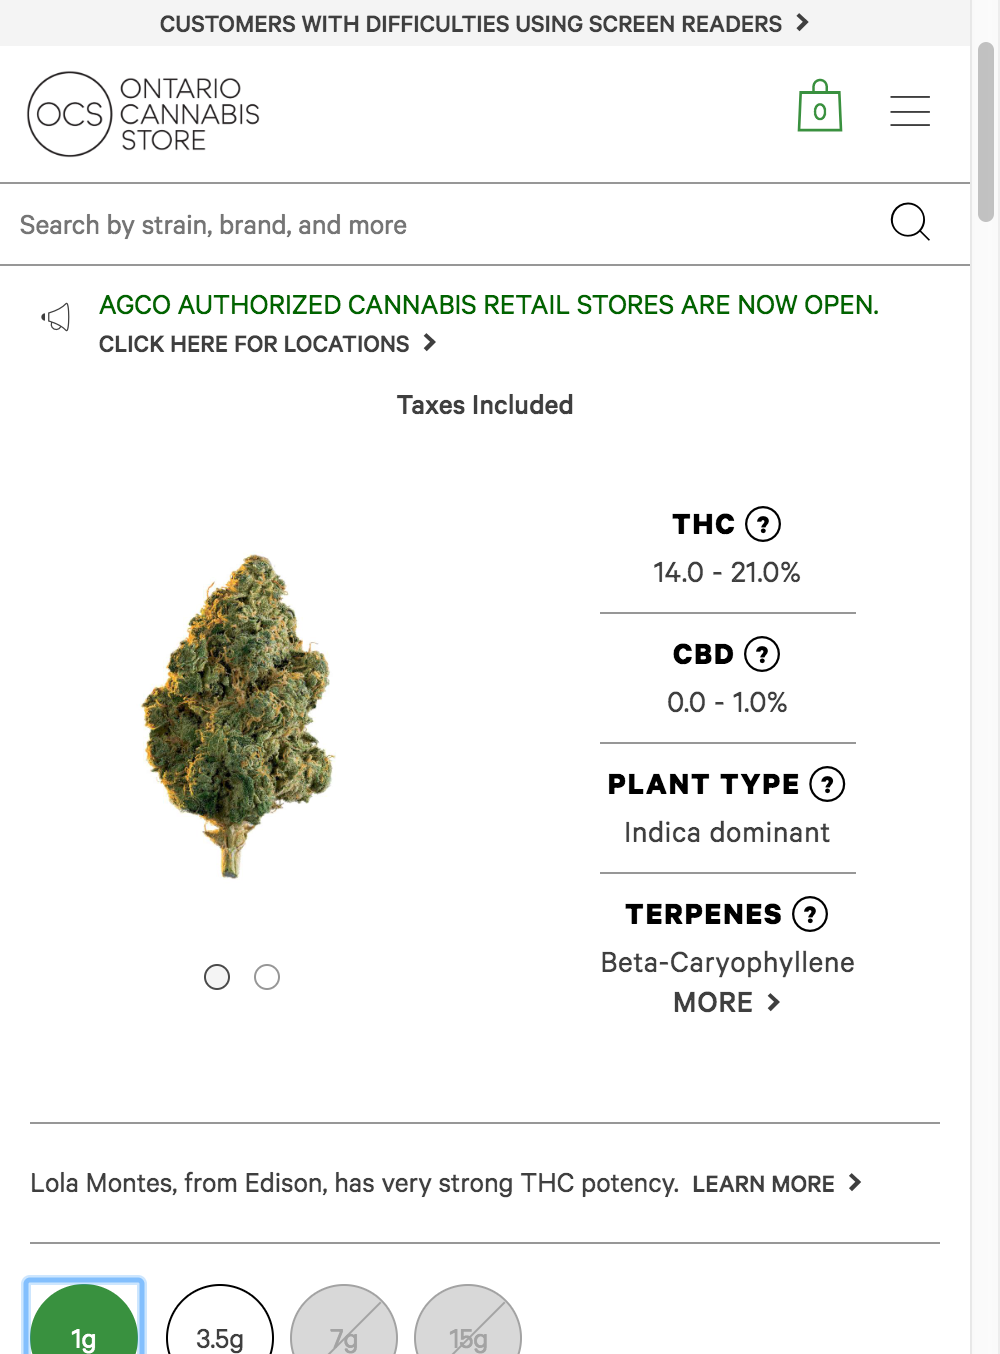 CUSTOMERS WITH DIFFICULTIES USING SCREEN READERS
OCS
ONTARIO
CANNABIS
STORE
0
Search by strain, brand, and more
AGCO AUTHORIZED CANNABIS RETAIL STORES ARE NOW OPEN.
CLICK HERE FOR LOCATIONS
Taxes Included
THC ?
14.0 - 21.0%
CBD ?
0.0 - 1.0%
PLANT TYPE ?
Indica dominant
TERPENES ?
Beta-Caryophyllene
MORE
Lola Montes, from Edison, has very strong THC potency. LEARN MORE
1g 3.5g 7g 15g